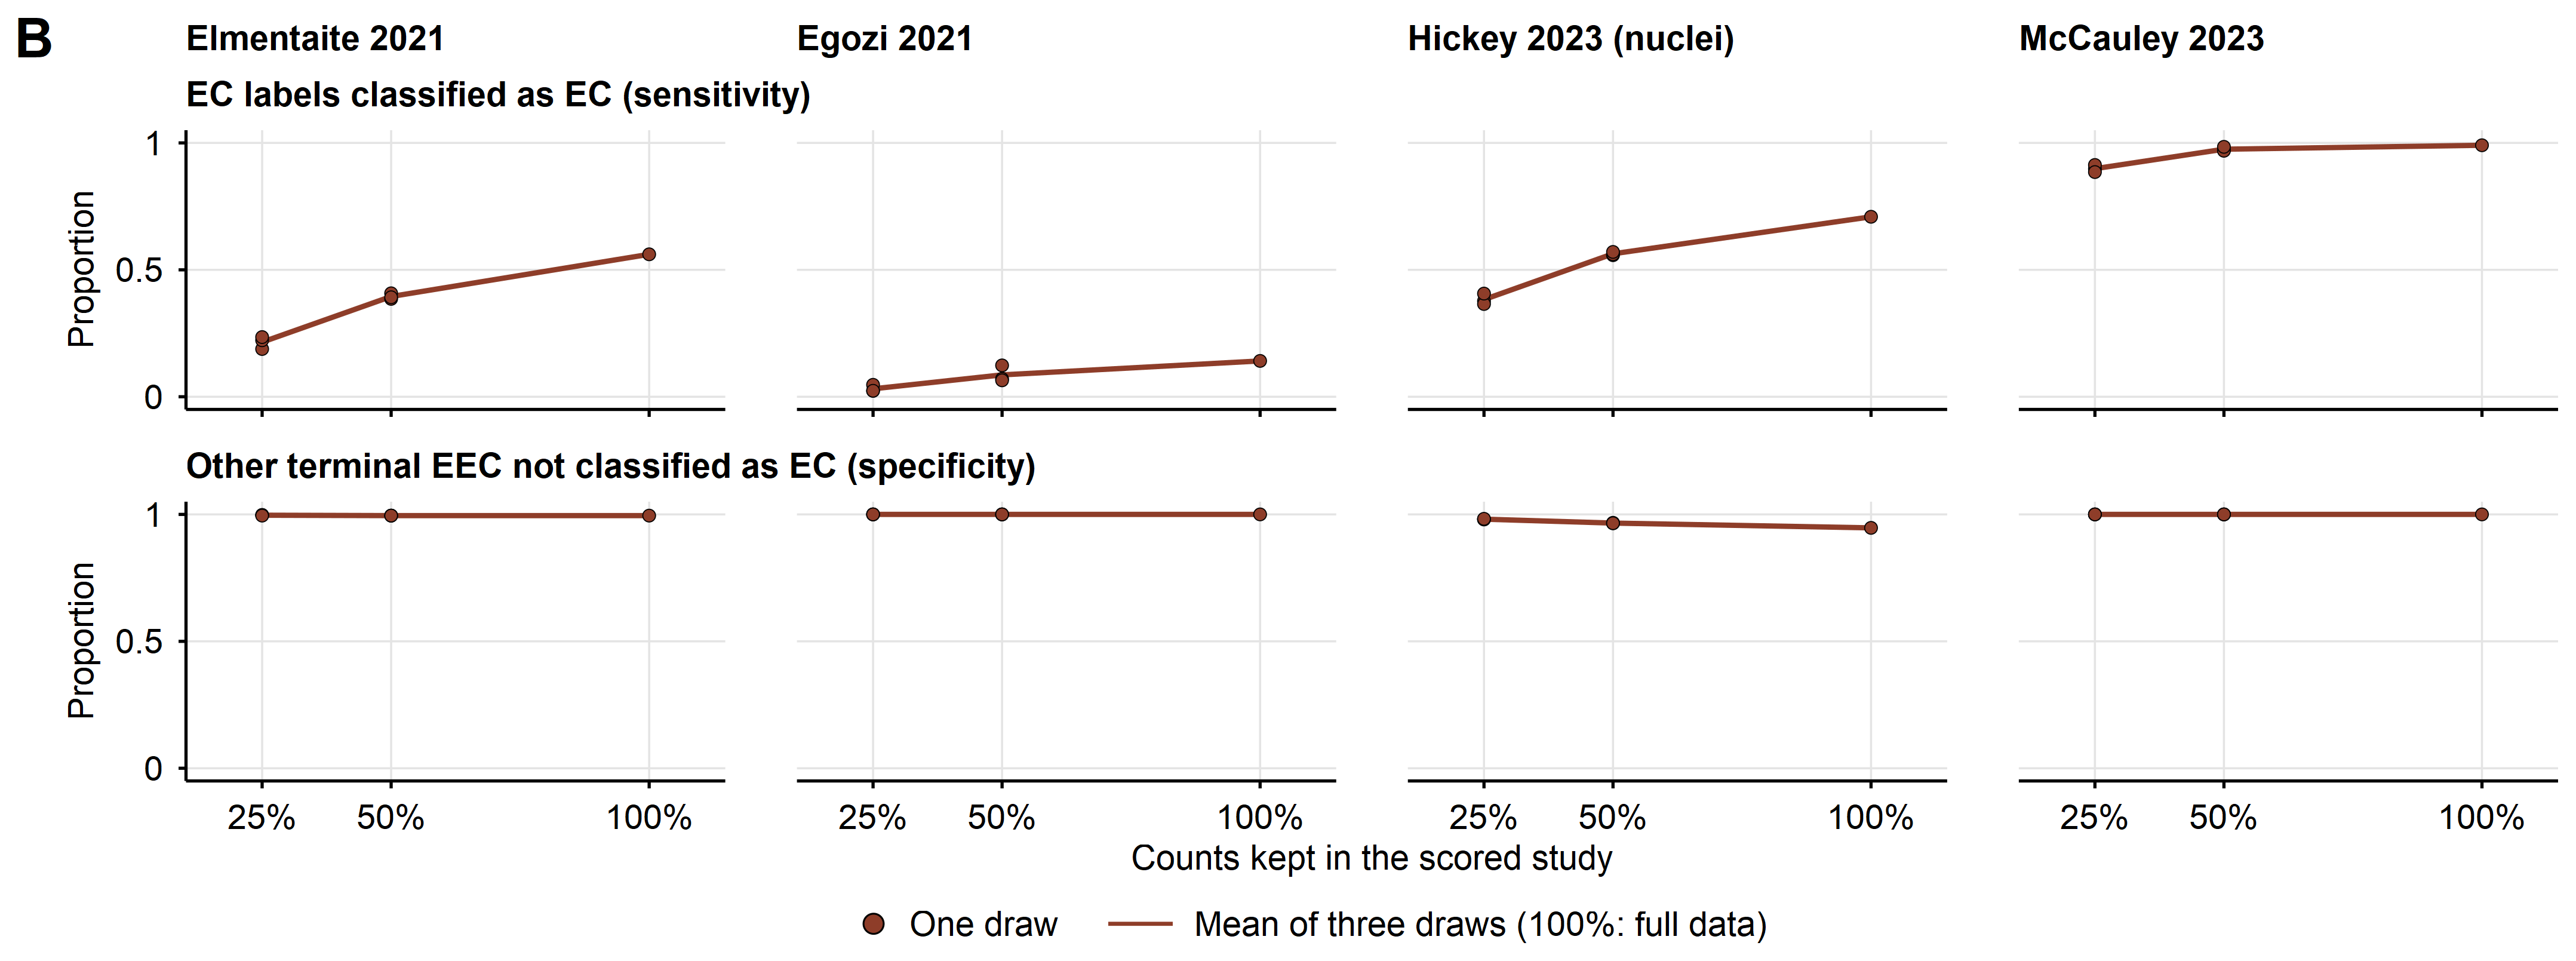 B
Elmentaite 2021
Egozi 2021
Hickey 2023 (nuclei)
McCauley 2023
EC labels classified as EC (sensitivity)
Proportion
1
0.5
0
Other terminal EEC not classified as EC (specificity)
Proportion
1
0.5
0
25% 50% 100%
25% 50% 100%
25% 50% 100%
25% 50% 100%
Counts kept in the scored study
One draw
Mean of three draws (100%: full data)